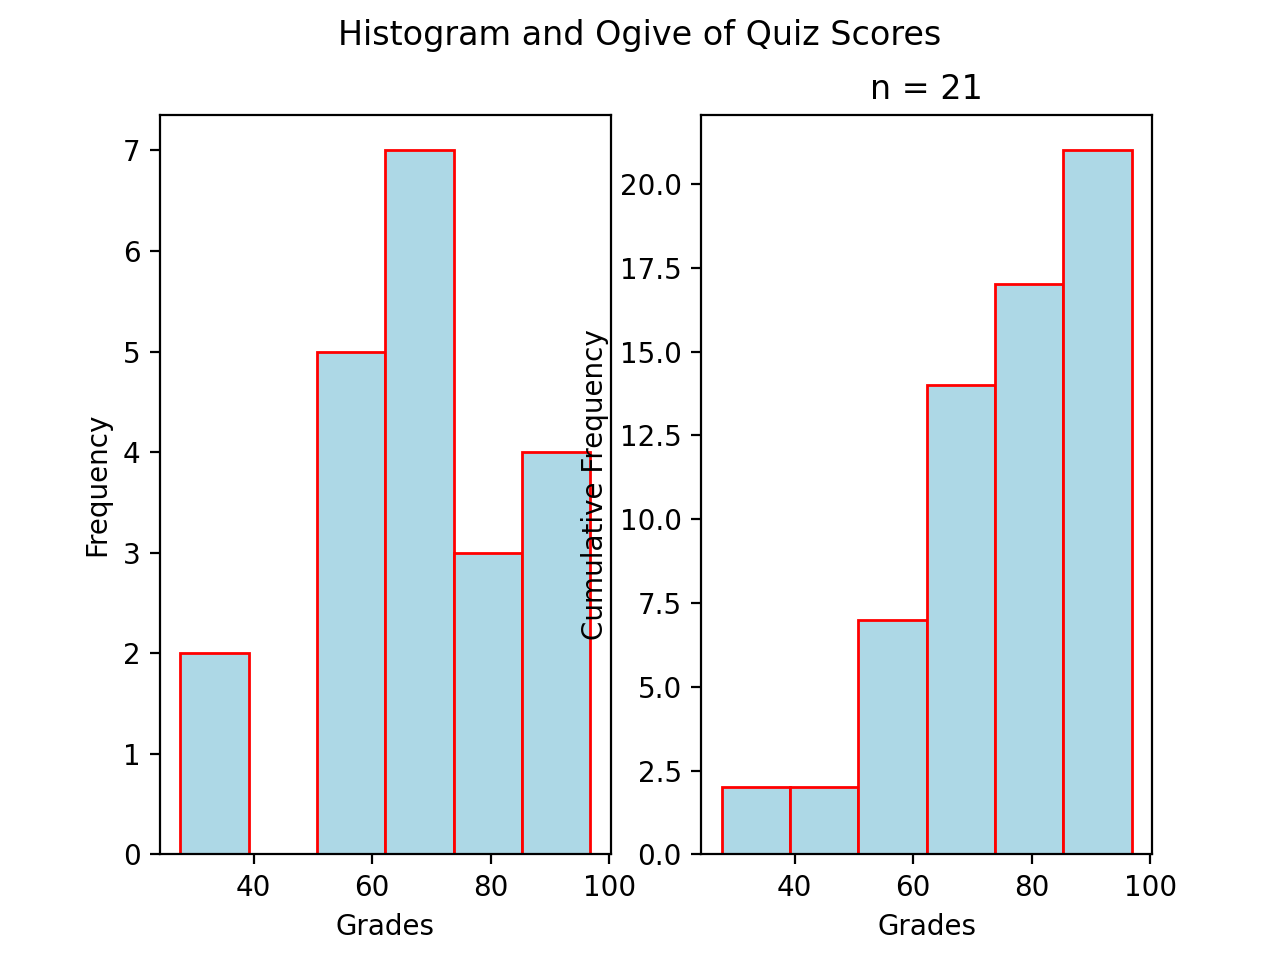 Histogram and Ogive of Quiz Scores
7
6
5
4
3
2
1
0
Frequency
40 60 80 100
Grades
n = 21
20.0
17.5
15.0
12.5
10.0
7.5
5.0
2.5
0.0
Cumulative Frequency
40 60 80 100
Grades